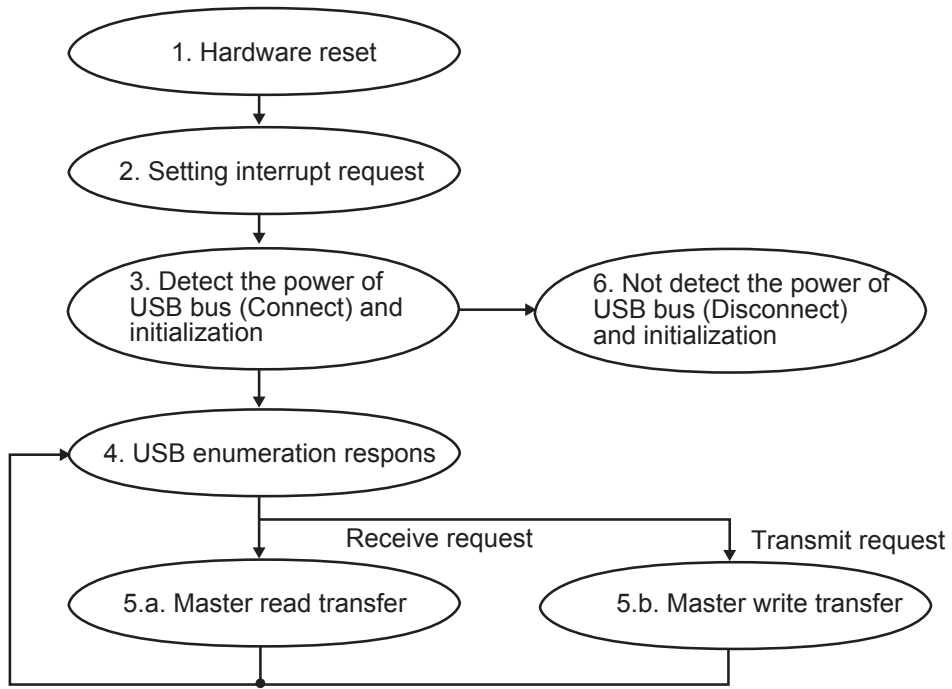 1. Hardware reset
2. Setting interrupt request
3. Detect the power of
USB bus (Connect) and
initialization
6. Not detect the power of
USB bus (Disconnect)
and initialization
4. USB enumeration respons
Receive request
Transmit request
5.a. Master read transfer
5.b. Master write transfer